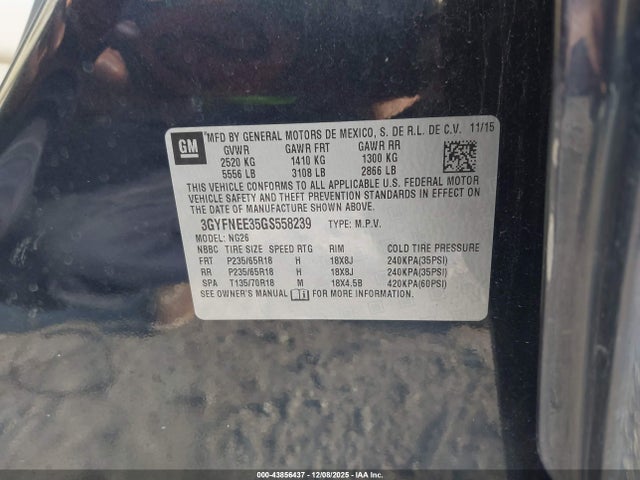 GM
MFD BY GENERAL MOTORS DE MEXICO, S. DE R.L. DE C.V. 11/15
GVWR GAWR FRT GAWR RR
2520 KG 1410 KG 1300 KG
5556 LB 3108 LB 2866 LB
THIS VEHICLE CONFORMS TO ALL APPLICABLE U.S. FEDERAL MOTOR
VEHICLE SAFETY AND THEFT PREVENTION STANDARDS IN EFFECT ON
THE DATE OF MANUFACTURE SHOWN ABOVE.
3GYFNEE35GS558239 TYPE: M.P.V.
MODEL: NG26
NBBC TIRE SIZE SPEED RTG RIM COLD TIRE PRESSURE
FRT P235/65R18 H 18X8J 240KPA(35PSI)
RR P235/65R18 H 18X8J 240KPA(35PSI)
SPA T135/70R18 M 18X4.5B 420KPA(60PSI)
SEE OWNER'S MANUAL FOR MORE INFORMATION.
000-43856437 - 12/08/2025 - IAA Inc.